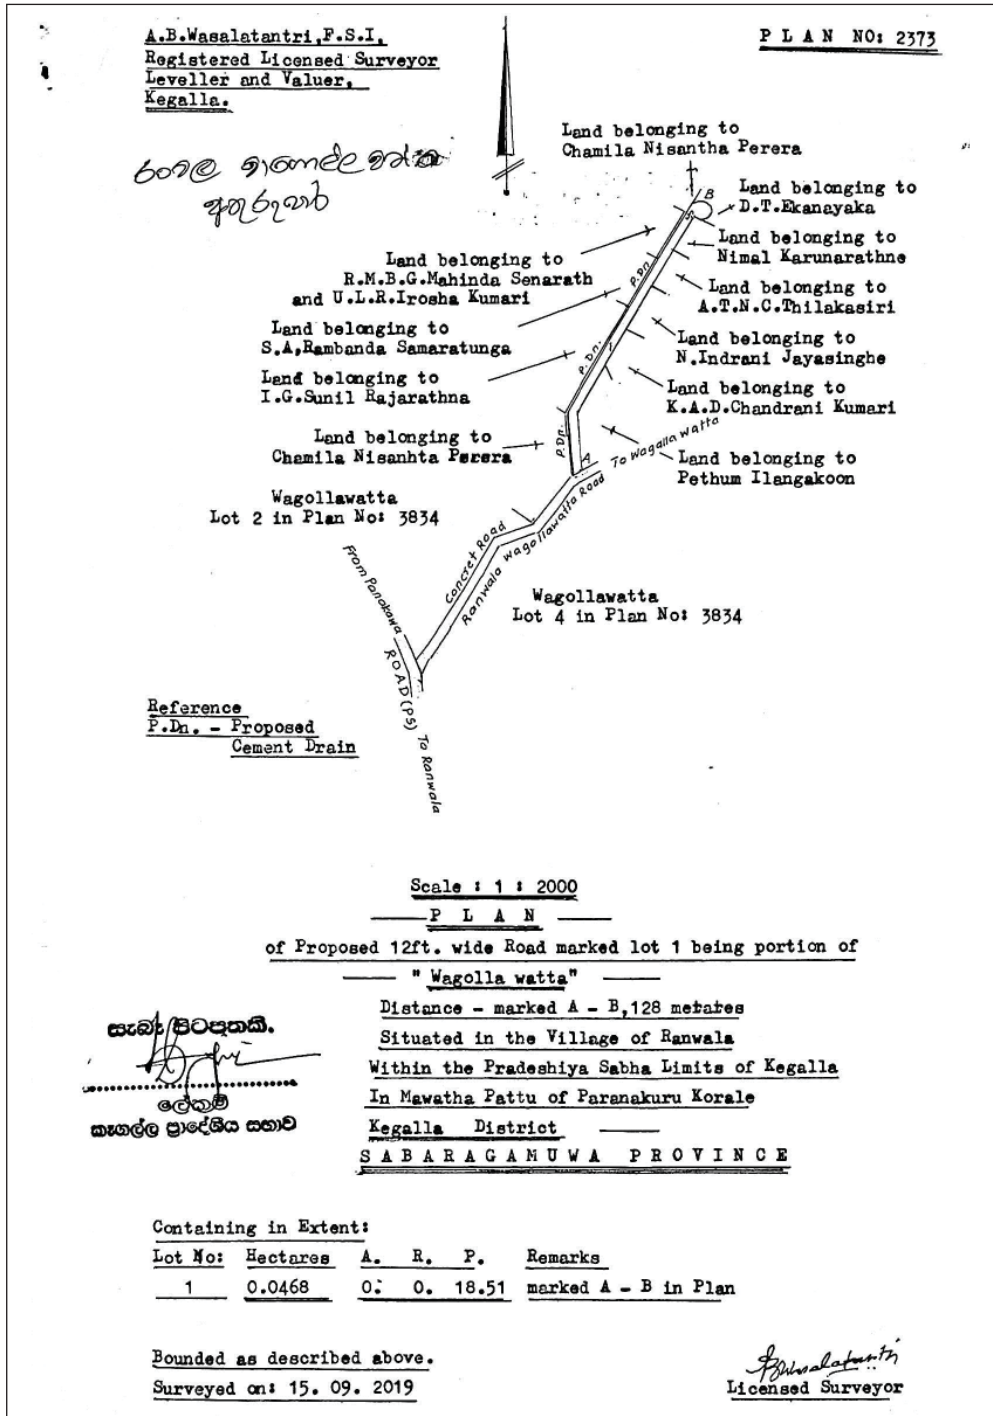 A.B.Wasalatantri,F.S.I,
Registered Licensed Surveyor
Leveller and Valuer,
Kegalla.
P L A N NO: 2373
රංවල
අතුරුපාර
Land belonging to
Chamila Nisantha Perera
B
Land belonging to
D.T.Ekanayaka
Land belonging to
Nimal Karunarathne
Land belonging to
R.M.B.G.Mahinda Senarath
and U.L.R.Irosha Kumari
P.Dn.
Land belonging to
A.T.N.C.Thilakasiri
Land belonging to
S.A,Rambanda Samaratunga
P.Dn.
1
Land belonging to
N.Indrani Jayasinghe
Land belonging to
I.G.Sunil Rajarathna
Land belonging to
K.A.D.Chandrani Kumari
Land belonging to
Chamila Nisanhta Perera
P.Dn.
A
To Wagalla watta
Land belonging to
Pethum Ilangakoon
Wagollawatta
Lot 2 in Plan No: 3834
Concret Road
Ranwala Wagollawatta Road
From Panakawa
ROAD (PS)
To Ranwala
Wagollawatta
Lot 4 in Plan No: 3834
Reference
P.Dn. - Proposed
Cement Drain
Scale : 1 : 2000
P L A N
of Proposed 12ft. wide Road marked lot 1 being portion of
" Wagolla watta"
Distance - marked A - B,128 metates
Situated in the Village of Ranwala
Within the Pradeshiya Sabha Limits of Kegalla
In Mawatha Pattu of Paranakuru Korale
Kegalla District
S A B A R A G A M U W A P R O V I N C E
සැබෑ පිටපතකි.
ලේකම්
කෑගල්ල ප්‍රාදේශීය සභාව
Containing in Extent:
Lot No: Hectares A. R. P. Remarks
1 0.0468 0. 0. 18.51 marked A - B in Plan
Bounded as described above.
Surveyed on: 15. 09. 2019
Licensed Surveyor